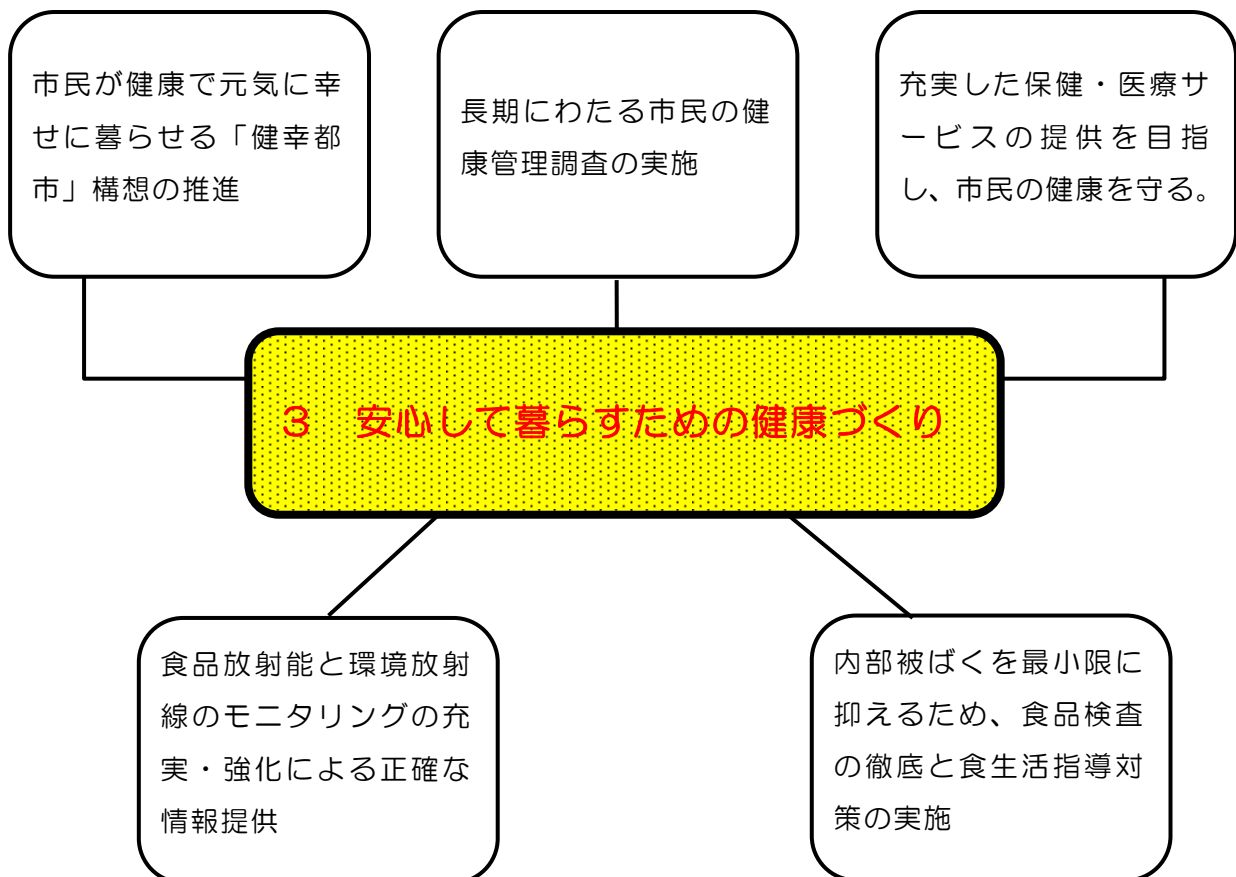 市民が健康で元気に幸
せに暮らせる「健幸都
市」構想の推進
長期にわたる市民の健
康管理調査の実施
充実した保健・医療サ
ービスの提供を目指
し、市民の健康を守る。
３　安心して暮らすための健康づくり
食品放射能と環境放射
線のモニタリングの充
実・強化による正確な
情報提供
内部被ばくを最小限に
抑えるため、食品検査
の徹底と食生活指導対
策の実施